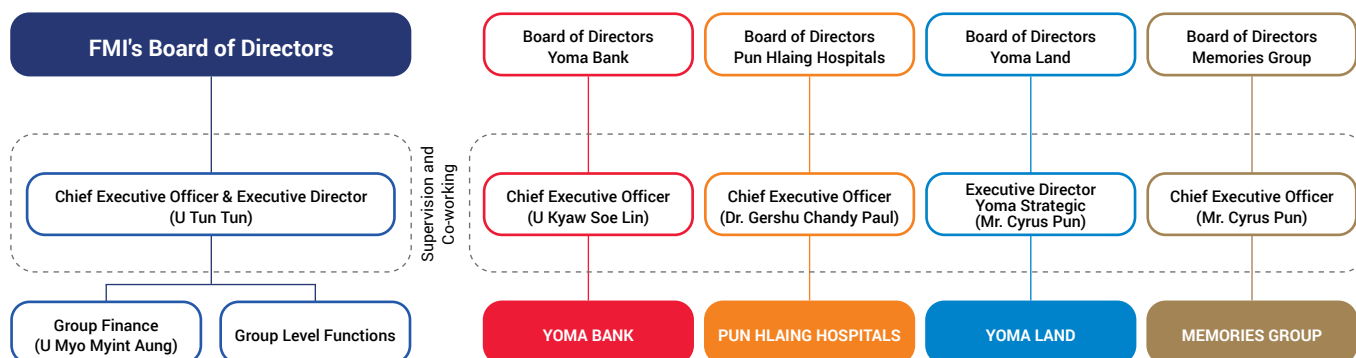 FMI's Board of Directors
Chief Executive Officer & Executive Director
(U Tun Tun)
Group Finance
(U Myo Myint Aung)
Group Level Functions
Supervision and
Co-working
Board of Directors
Yoma Bank
Board of Directors
Pun Hlaing Hospitals
Board of Directors
Yoma Land
Board of Directors
Memories Group
Chief Executive Officer
(U Kyaw Soe Lin)
Chief Executive Officer
(Dr. Gershu Chandy Paul)
Executive Director
Yoma Strategic
(Mr. Cyrus Pun)
Chief Executive Officer
(Mr. Cyrus Pun)
YOMA BANK
PUN HLAING HOSPITALS
YOMA LAND
MEMORIES GROUP